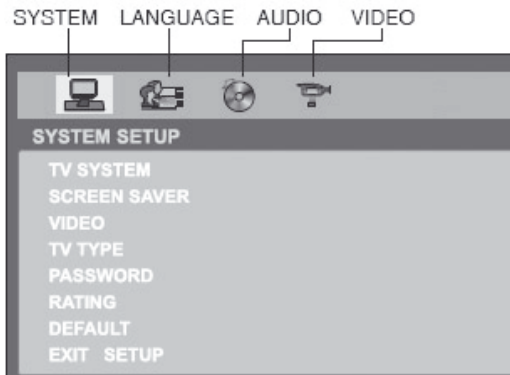 SYSTEM LANGUAGE AUDIO VIDEO
SYSTEM SETUP
TV SYSTEM
SCREEN SAVER
VIDEO
TV TYPE
PASSWORD
RATING
DEFAULT
EXIT SETUP